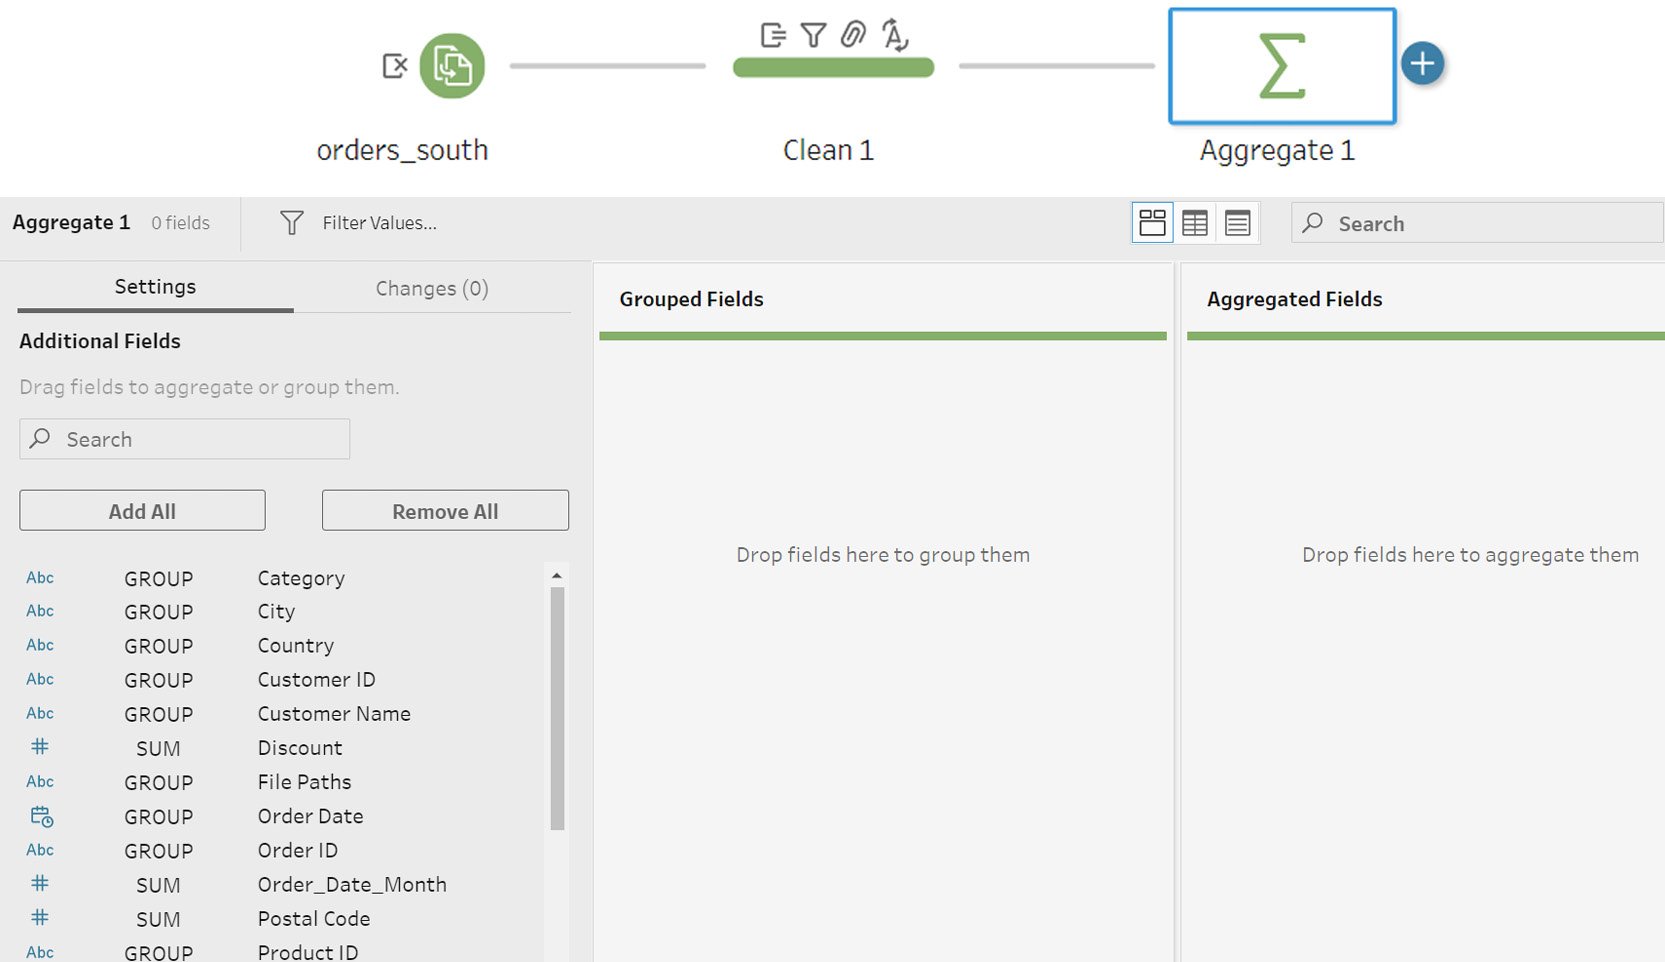 orders_south
Clean 1
Aggregate 1
Aggregate 1 0 fields Filter Values... Search
Settings Changes (0)
Additional Fields
Drag fields to aggregate or group them.
Search
Add All Remove All
Abc GROUP Category
Abc GROUP City
Abc GROUP Country
Abc GROUP Customer ID
Abc GROUP Customer Name
# SUM Discount
Abc GROUP File Paths
GROUP Order Date
Abc GROUP Order ID
# SUM Order_Date_Month
# SUM Postal Code
Abc GROUP Product ID
Grouped Fields
Drop fields here to group them
Aggregated Fields
Drop fields here to aggregate them